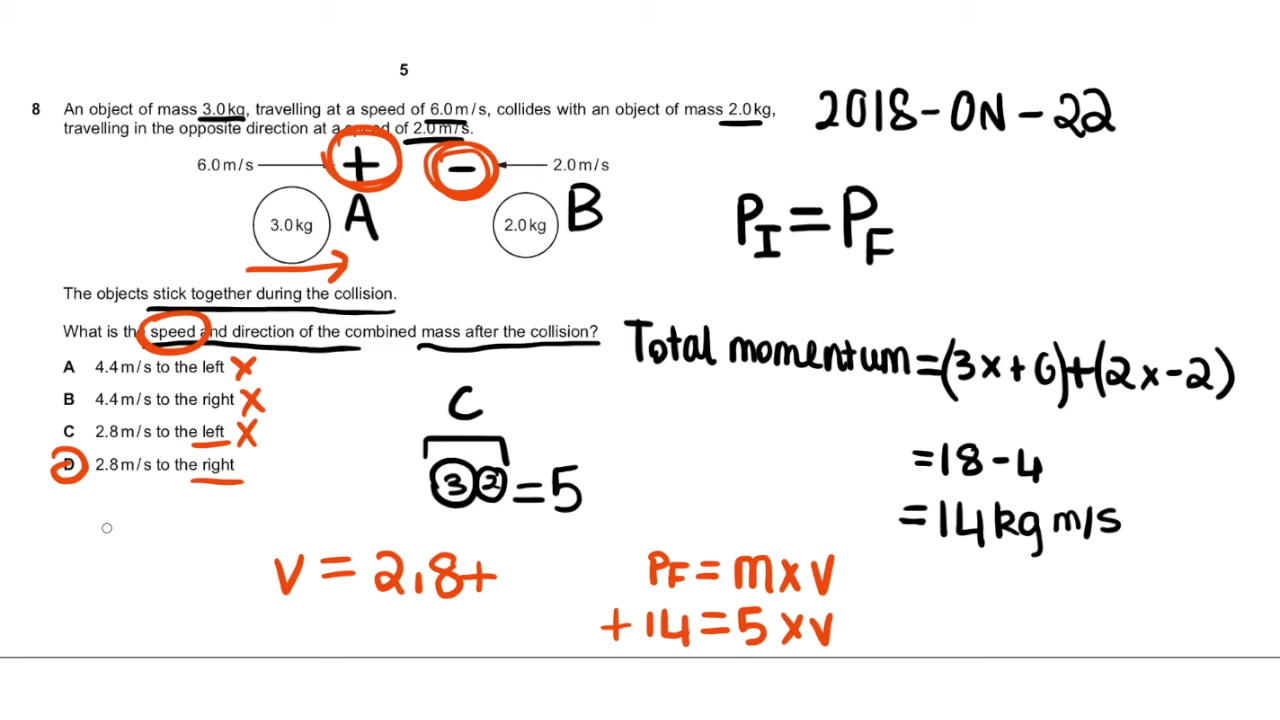 5
2018-ON-22
8 An object of mass 3.0 kg, travelling at a speed of 6.0 m/s, collides with an object of mass 2.0 kg,
travelling in the opposite direction at a speed of 2.0 m/s.
6.0 m/s + - 2.0 m/s
3.0 kg A 2.0 kg B
PI = PF
The objects stick together during the collision.
What is the speed and direction of the combined mass after the collision?
Total momentum = (3x+6)+(2x-2)
A 4.4 m/s to the left X
B 4.4 m/s to the right X
C 2.8 m/s to the left X
D 2.8 m/s to the right
C
3 2 = 5
= 18 - 4
= 14 kg m/s
V = 2.8+
PF = m x v
+ 14 = 5 x v